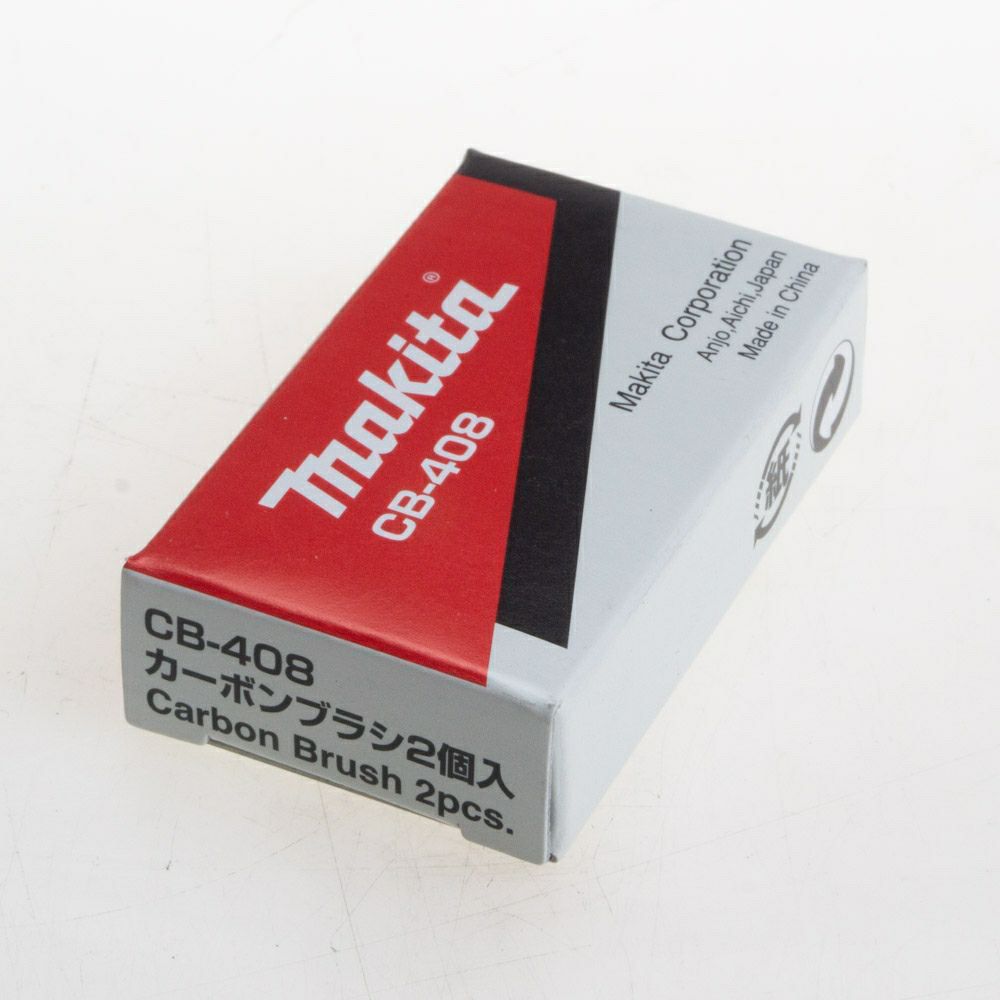 makita®
CB-408
Makita Corporation
Anjo,Aichi,Japan
Made in China
紙
CB-408
カーボンブラシ2個入
Carbon Brush 2pcs.